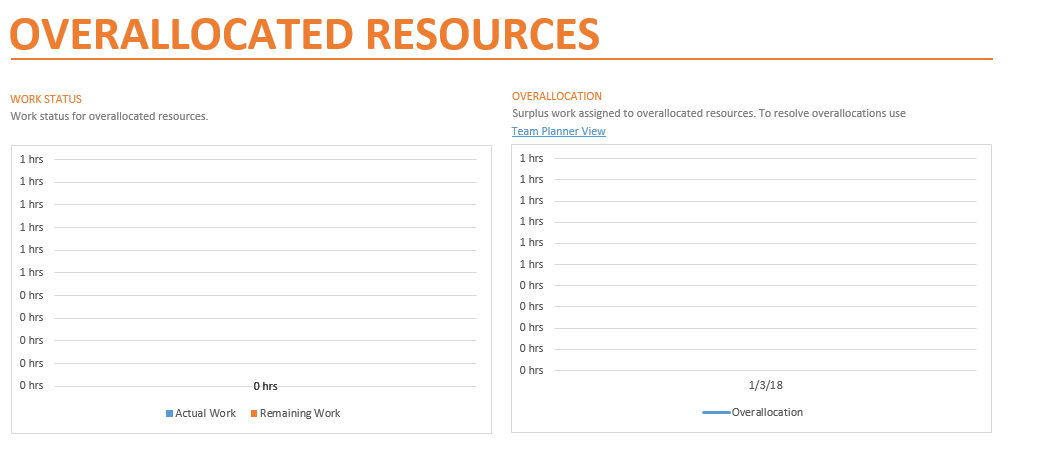 OVERALLOCATED RESOURCES
WORK STATUS
Work status for overallocated resources.
1 hrs
1 hrs
1 hrs
1 hrs
1 hrs
1 hrs
0 hrs
0 hrs
0 hrs
0 hrs
0 hrs
0 hrs
Actual Work
Remaining Work
OVERALLOCATION
Surplus work assigned to overallocated resources. To resolve overallocations use
Team Planner View
1 hrs
1 hrs
1 hrs
1 hrs
1 hrs
1 hrs
0 hrs
0 hrs
0 hrs
0 hrs
0 hrs
1/3/18
Overallocation